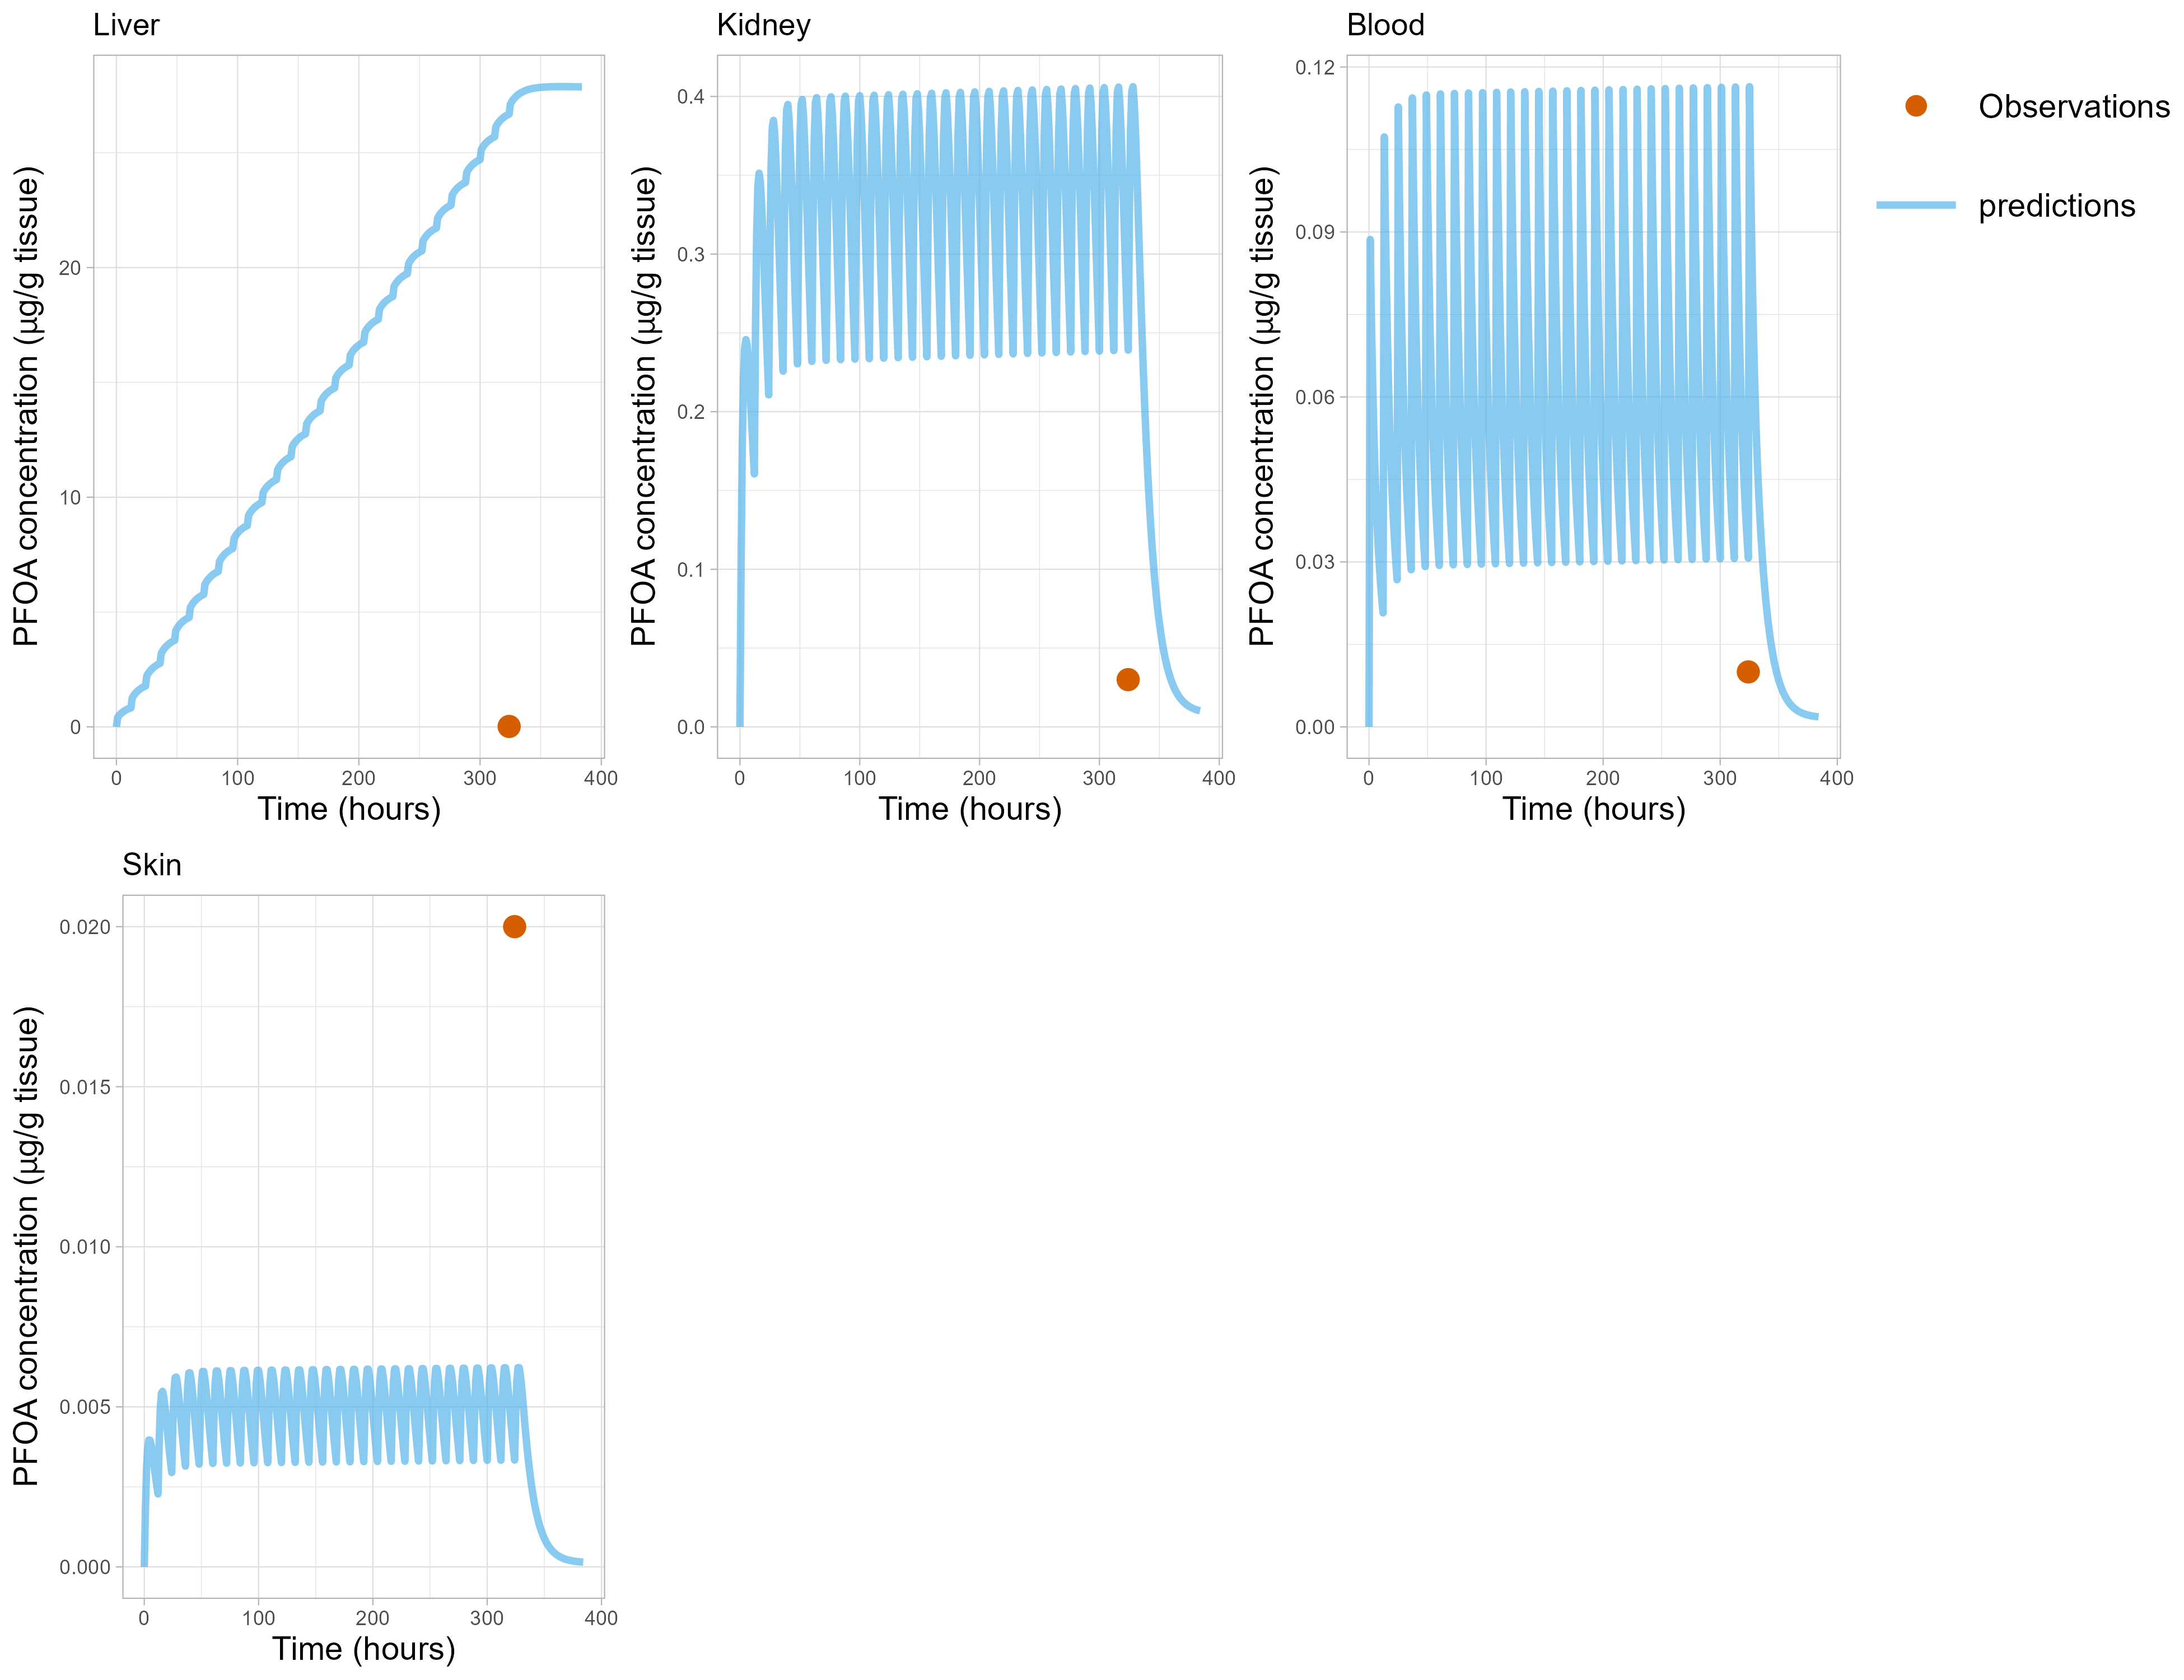 Liver
PFOA concentration (µg/g tissue)
20
10
0
0 100 200 300 400
Time (hours)
Kidney
PFOA concentration (µg/g tissue)
0.4
0.3
0.2
0.1
0.0
0 100 200 300 400
Time (hours)
Blood
PFOA concentration (µg/g tissue)
0.12
0.09
0.06
0.03
0.00
0 100 200 300 400
Time (hours)
Observations
predictions
Skin
PFOA concentration (µg/g tissue)
0.020
0.015
0.010
0.005
0.000
0 100 200 300 400
Time (hours)